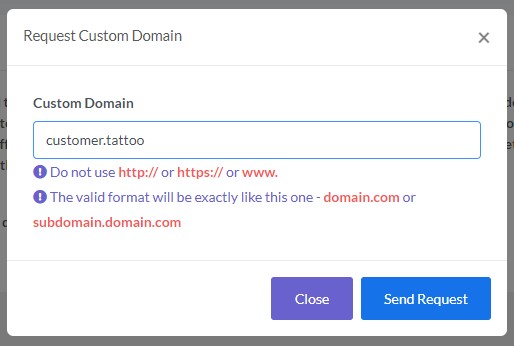 Request Custom Domain ×
Custom Domain
customer.tattoo
Do not use http:// or https:// or www.
The valid format will be exactly like this one - domain.com or
subdomain.domain.com
Close Send Request